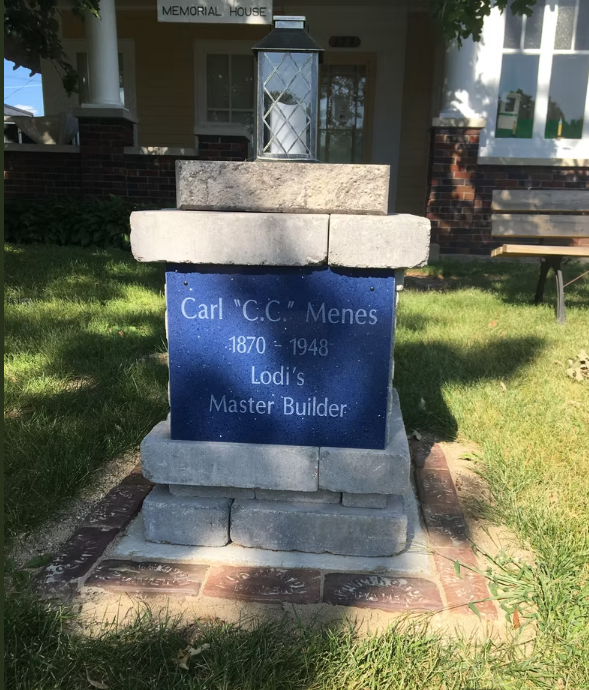 MEMORIAL HOUSE
Carl "C.C." Menes
1870 - 1948
Lodi's
Master Builder